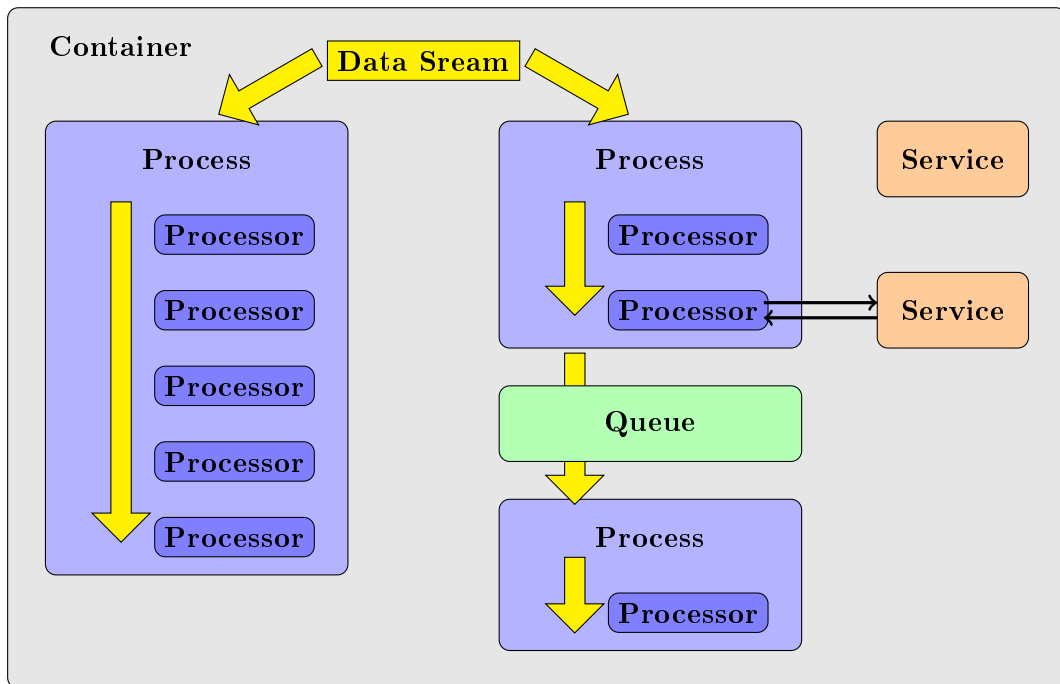 Container
Data Sream
Process
Processor
Processor
Processor
Processor
Processor
Process
Processor
Processor
Service
Service
Queue
Process
Processor